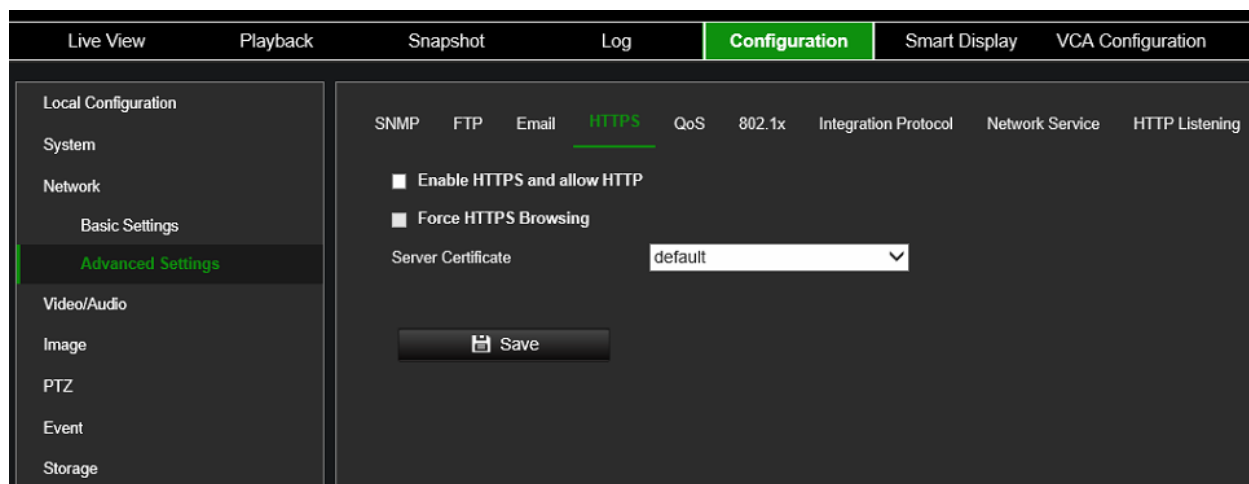 Live View Playback Snapshot Log Configuration Smart Display VCA Configuration
Local Configuration
System
Network
Basic Settings
Advanced Settings
Video/Audio
Image
PTZ
Event
Storage
SNMP FTP Email HTTPS QoS 802.1x Integration Protocol Network Service HTTP Listening
Enable HTTPS and allow HTTP
Force HTTPS Browsing
Server Certificate default
Save